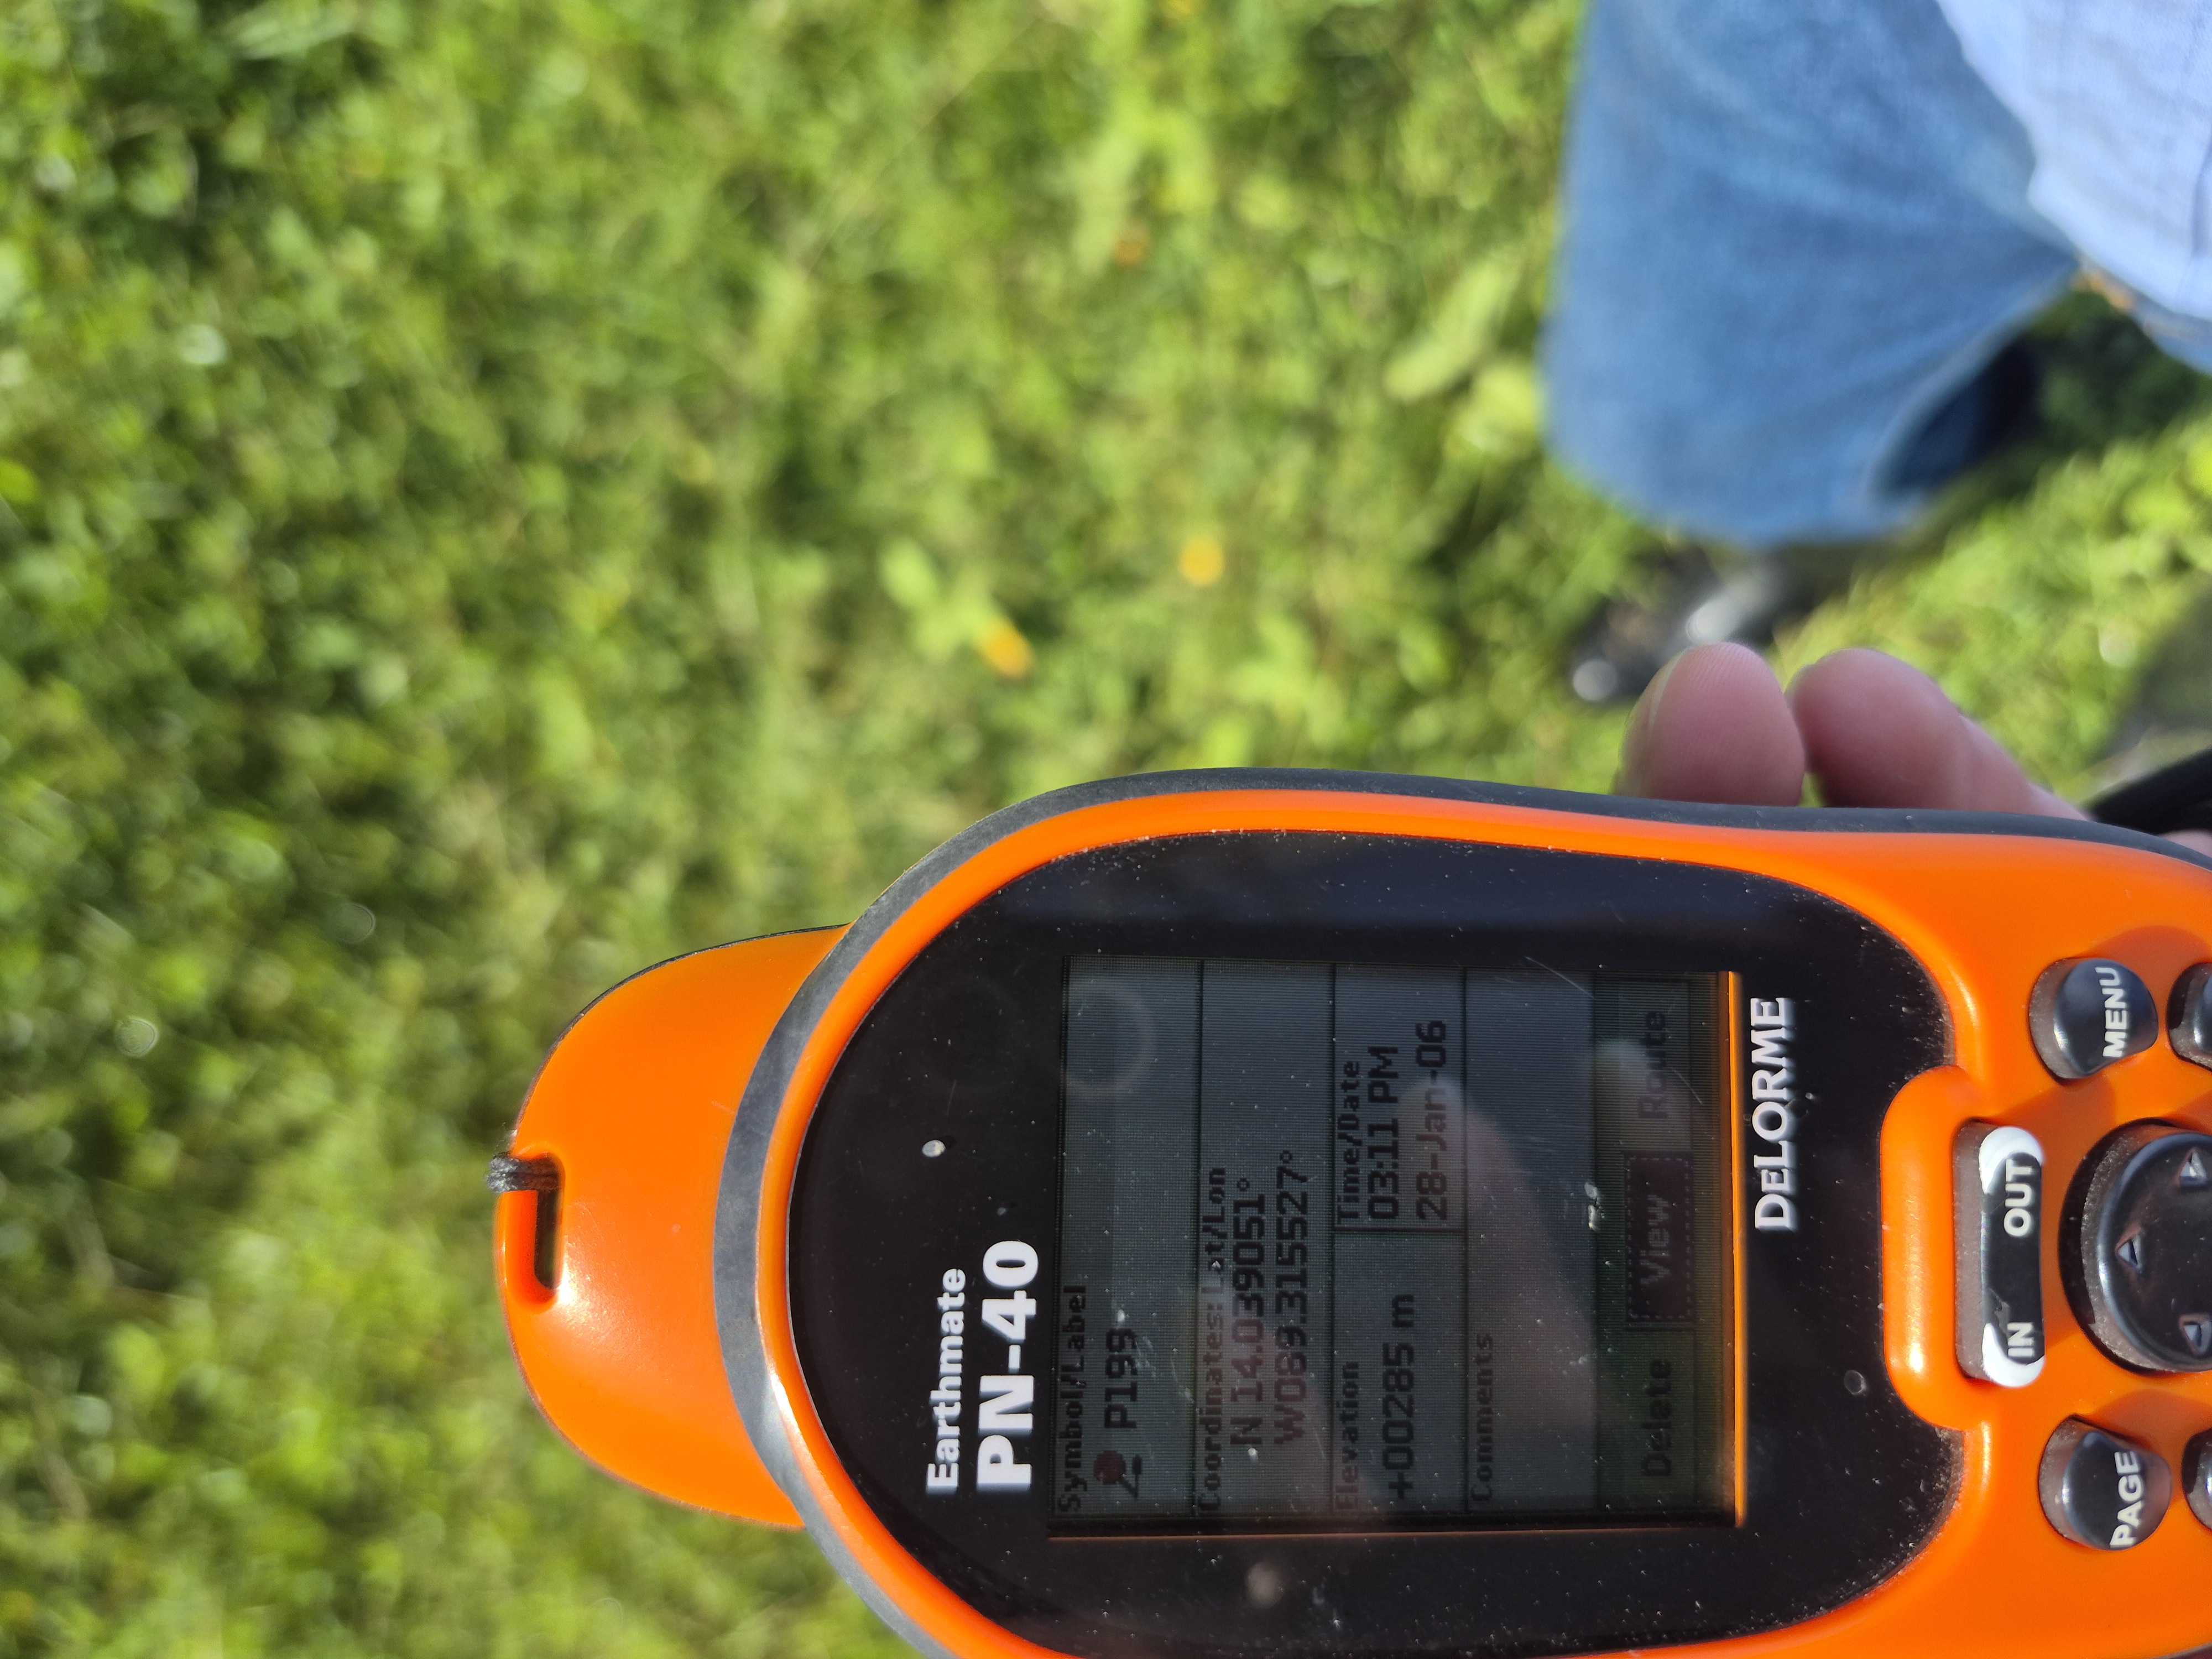 Earthmate
PN-40
Symbol/Label
P199
Coordinates: Lat/Lon
N 14.039051°
W089.315527°
Elevation
+00285 m
Time/Date
03:11 PM
28-Jan-06
Comments
Delete View Route
DELORME
PAGE IN OUT MENU